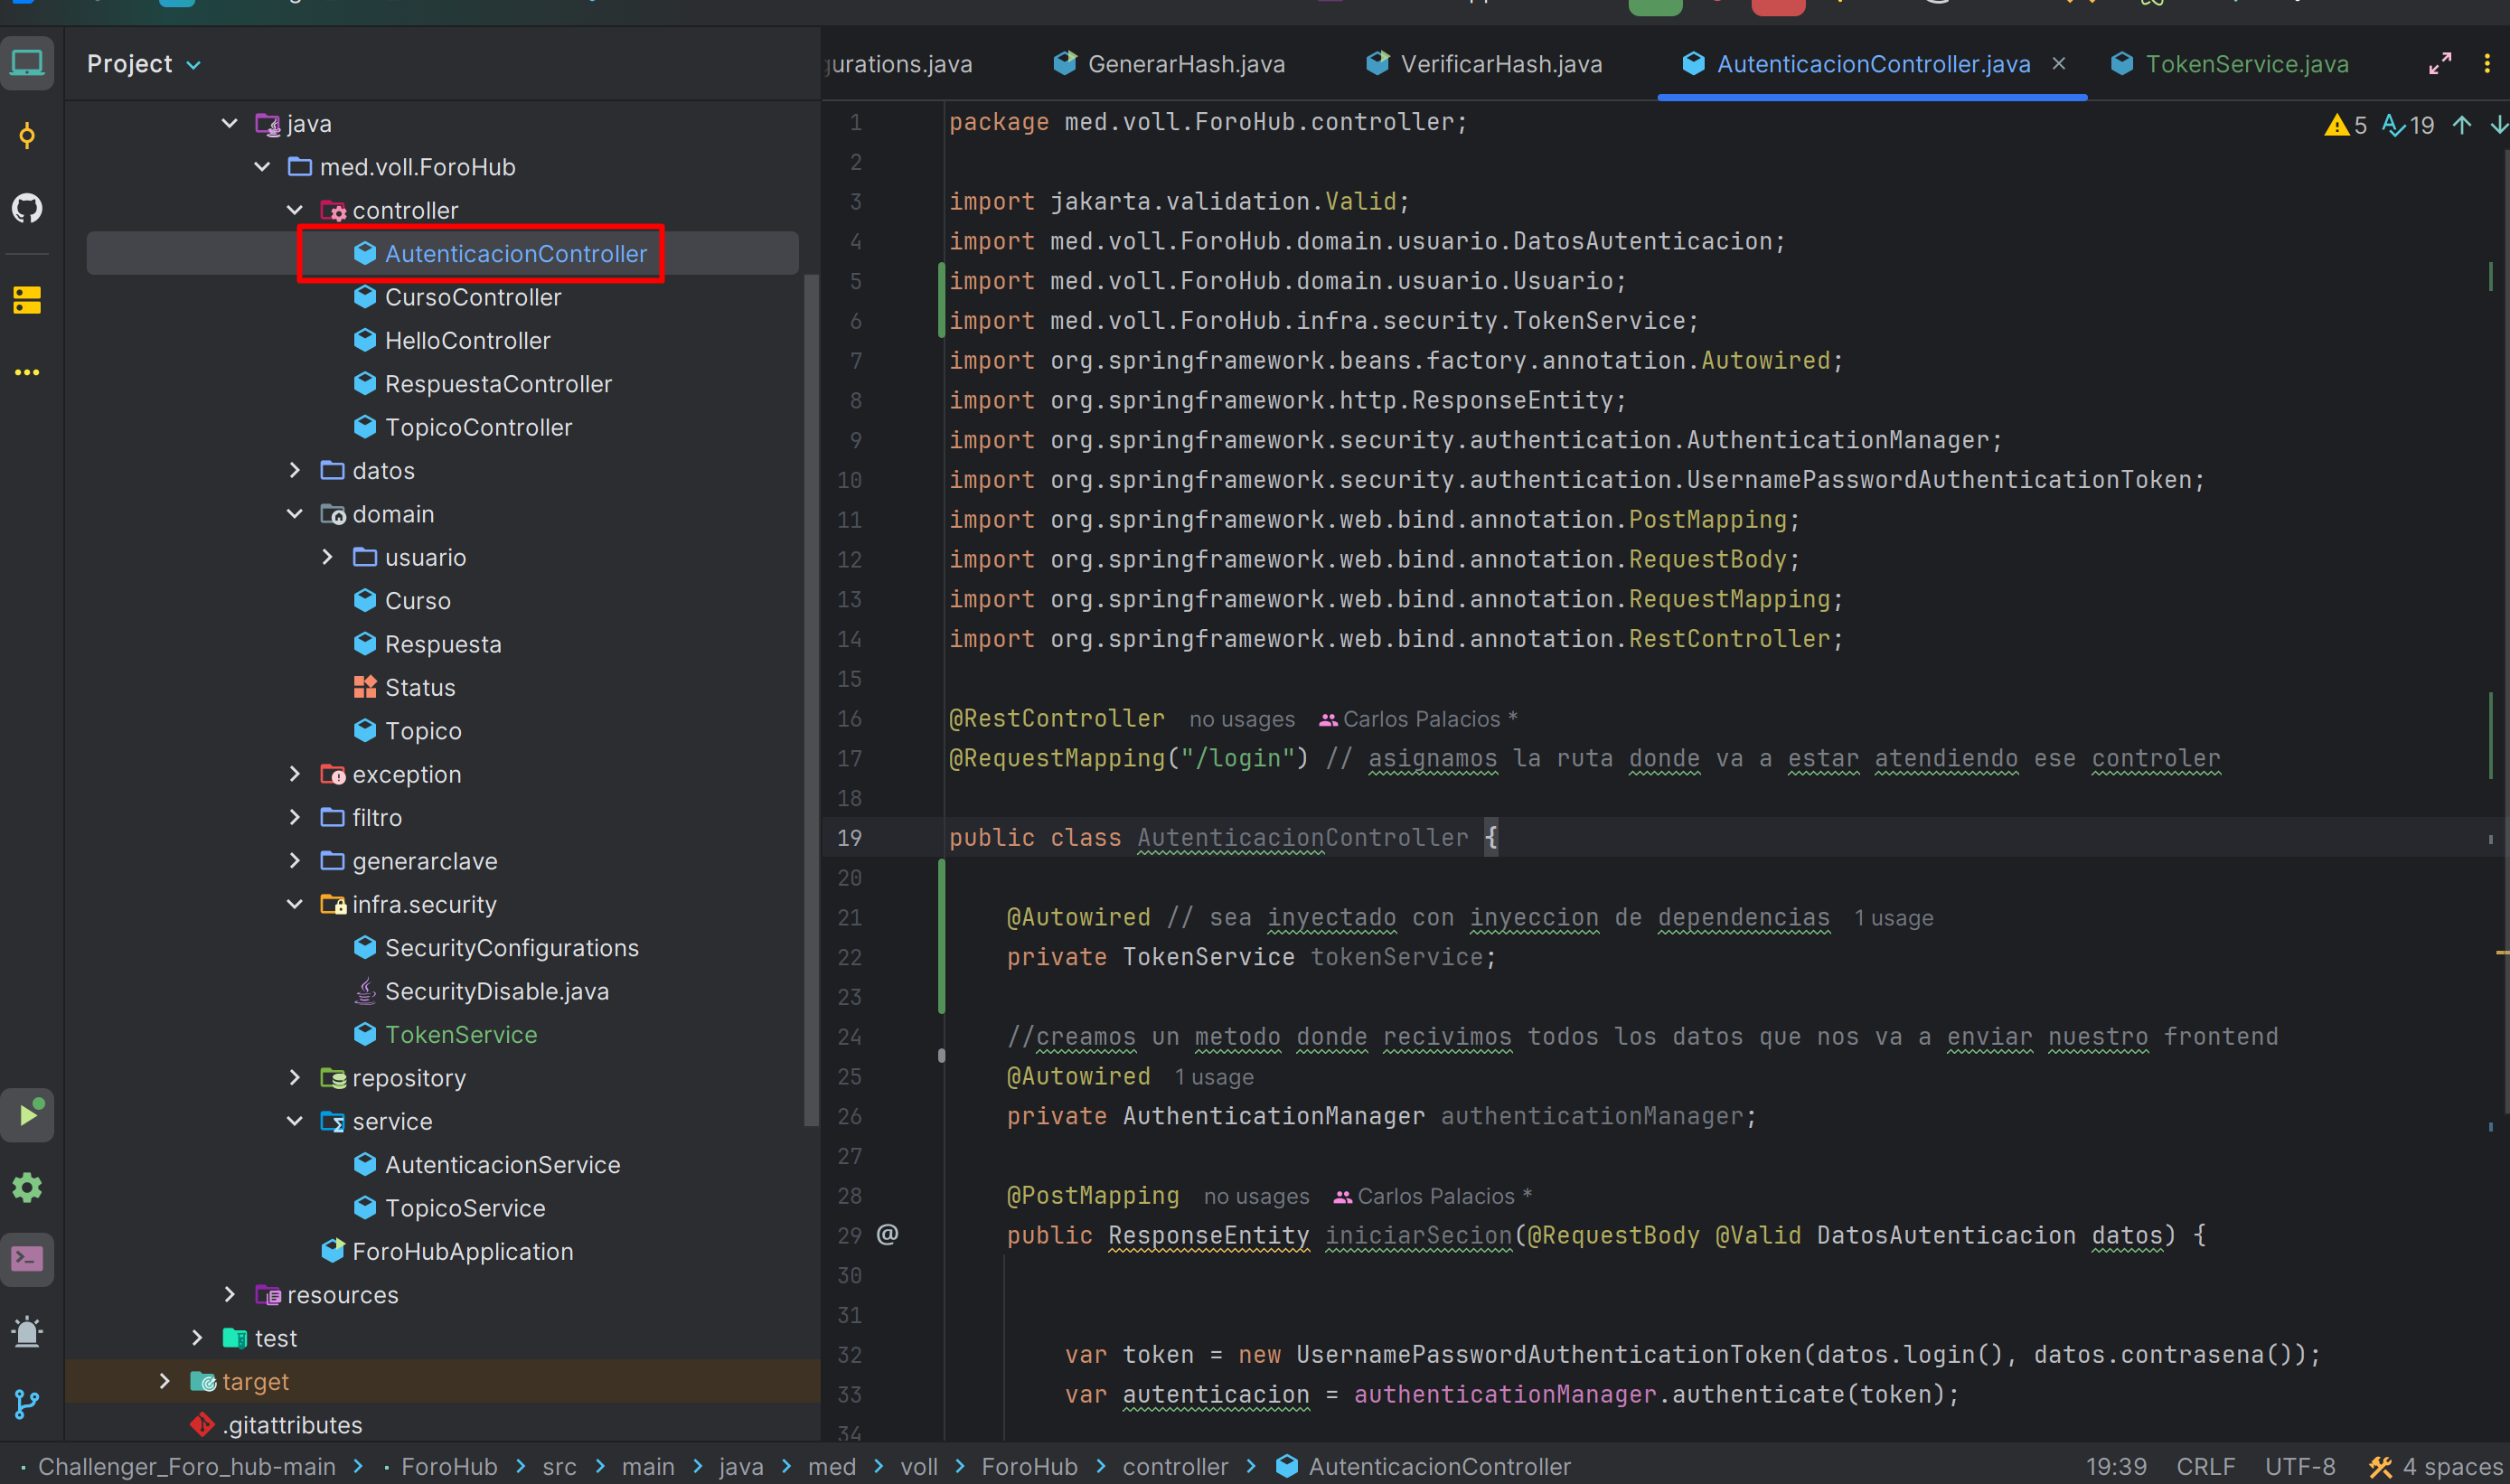 Project
urations.java
GenerarHash.java
VerificarHash.java
AutenticacionController.java
TokenService.java
java
med.voll.ForoHub
controller
AutenticacionController
CursoController
HelloController
RespuestaController
TopicoController
datos
domain
usuario
Curso
Respuesta
Status
Topico
exception
filtro
generarclave
infra.security
SecurityConfigurations
SecurityDisable.java
TokenService
repository
service
AutenticacionService
TopicoService
ForoHubApplication
resources
test
target
.gitattributes
5 19
1 package med.voll.ForoHub.controller;
2
3 import jakarta.validation.Valid;
4 import med.voll.ForoHub.domain.usuario.DatosAutenticacion;
5 import med.voll.ForoHub.domain.usuario.Usuario;
6 import med.voll.ForoHub.infra.security.TokenService;
7 import org.springframework.beans.factory.annotation.Autowired;
8 import org.springframework.http.ResponseEntity;
9 import org.springframework.security.authentication.AuthenticationManager;
10 import org.springframework.security.authentication.UsernamePasswordAuthenticationToken;
11 import org.springframework.web.bind.annotation.PostMapping;
12 import org.springframework.web.bind.annotation.RequestBody;
13 import org.springframework.web.bind.annotation.RequestMapping;
14 import org.springframework.web.bind.annotation.RestController;
15
16 @RestController no usages Carlos Palacios *
17 @RequestMapping("/login") // asignamos la ruta donde va a estar atendiendo ese controler
18
19 public class AutenticacionController {
20
21 @Autowired // sea inyectado con inyeccion de dependencias 1 usage
22 private TokenService tokenService;
23
24 //creamos un metodo donde recivimos todos los datos que nos va a enviar nuestro frontend
25 @Autowired 1 usage
26 private AuthenticationManager authenticationManager;
27
28 @PostMapping no usages Carlos Palacios *
29 @ public ResponseEntity iniciarSecion(@RequestBody @Valid DatosAutenticacion datos) {
30
31
32 var token = new UsernamePasswordAuthenticationToken(datos.login(), datos.contrasena());
33 var autenticacion = authenticationManager.authenticate(token);
34
Challenger_Foro_hub-main > ForoHub > src > main > java > med > voll > ForoHub > controller > AutenticacionController
19:39 CRLF UTF-8 4 spaces